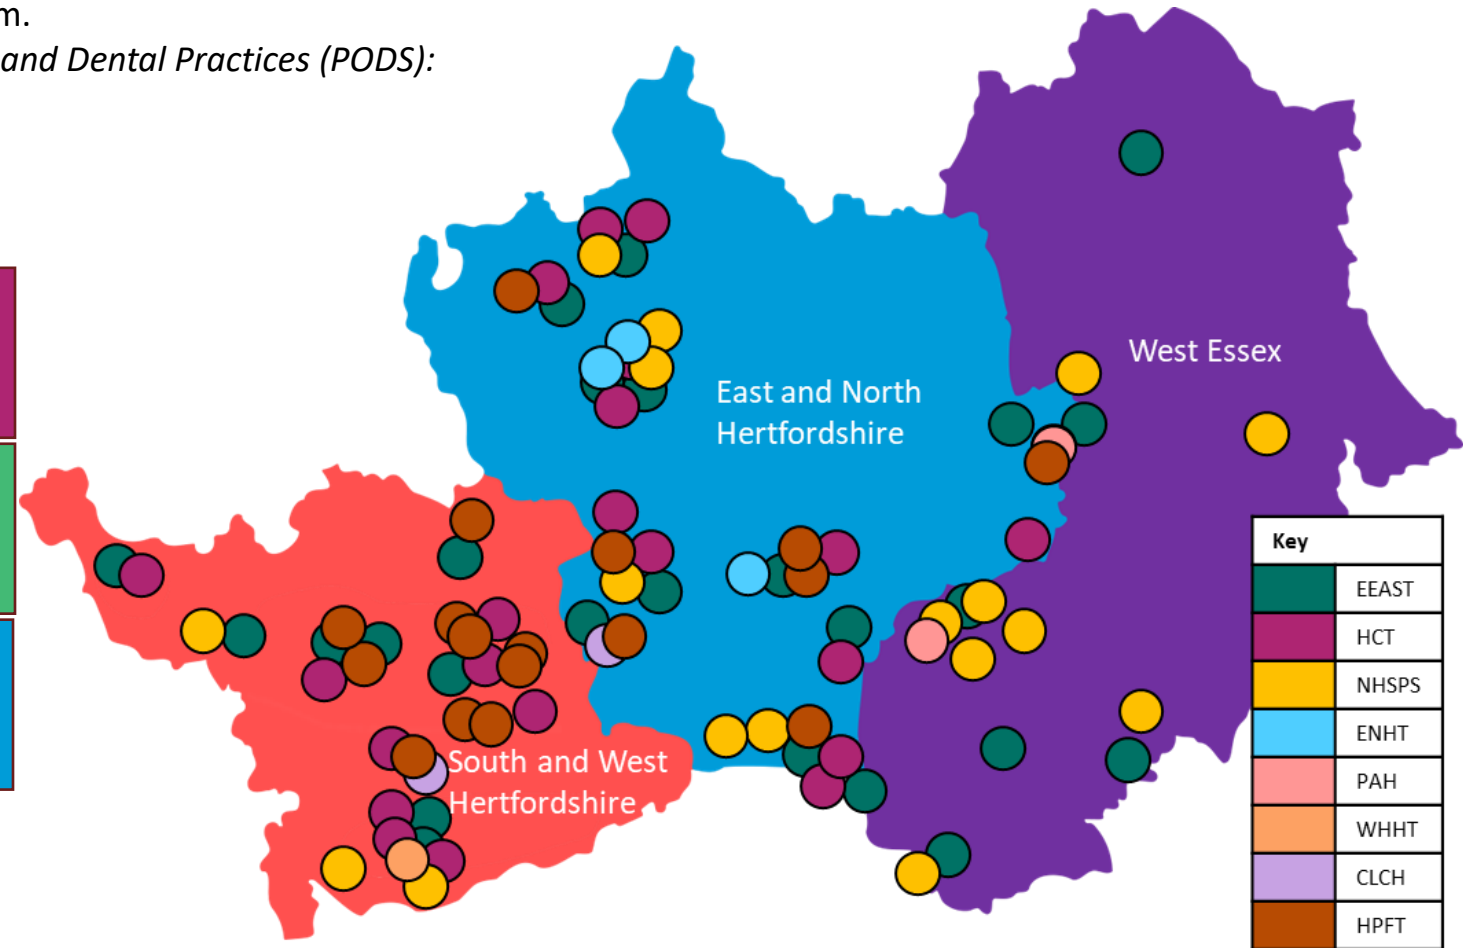 m.
and Dental Practices (PODS):
West Essex
East and North
Hertfordshire
South and West
Hertfordshire
Key
EEAST
HCT
NHSPS
ENHT
PAH
WHHT
CLCH
HPFT